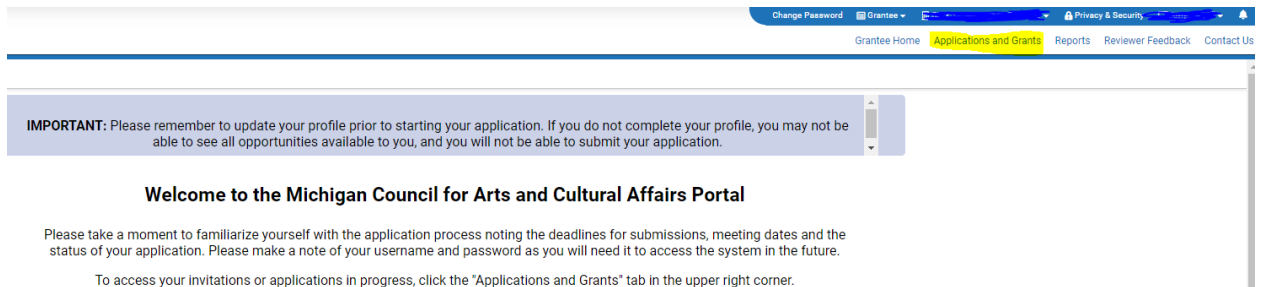 Change Password Grantee Privacy & Security
Grantee Home Applications and Grants Reports Reviewer Feedback Contact Us
IMPORTANT: Please remember to update your profile prior to starting your application. If you do not complete your profile, you may not be
able to see all opportunities available to you, and you will not be able to submit your application.
Welcome to the Michigan Council for Arts and Cultural Affairs Portal
Please take a moment to familiarize yourself with the application process noting the deadlines for submissions, meeting dates and the
status of your application. Please make a note of your username and password as you will need it to access the system in the future.
To access your invitations or applications in progress, click the "Applications and Grants" tab in the upper right corner.